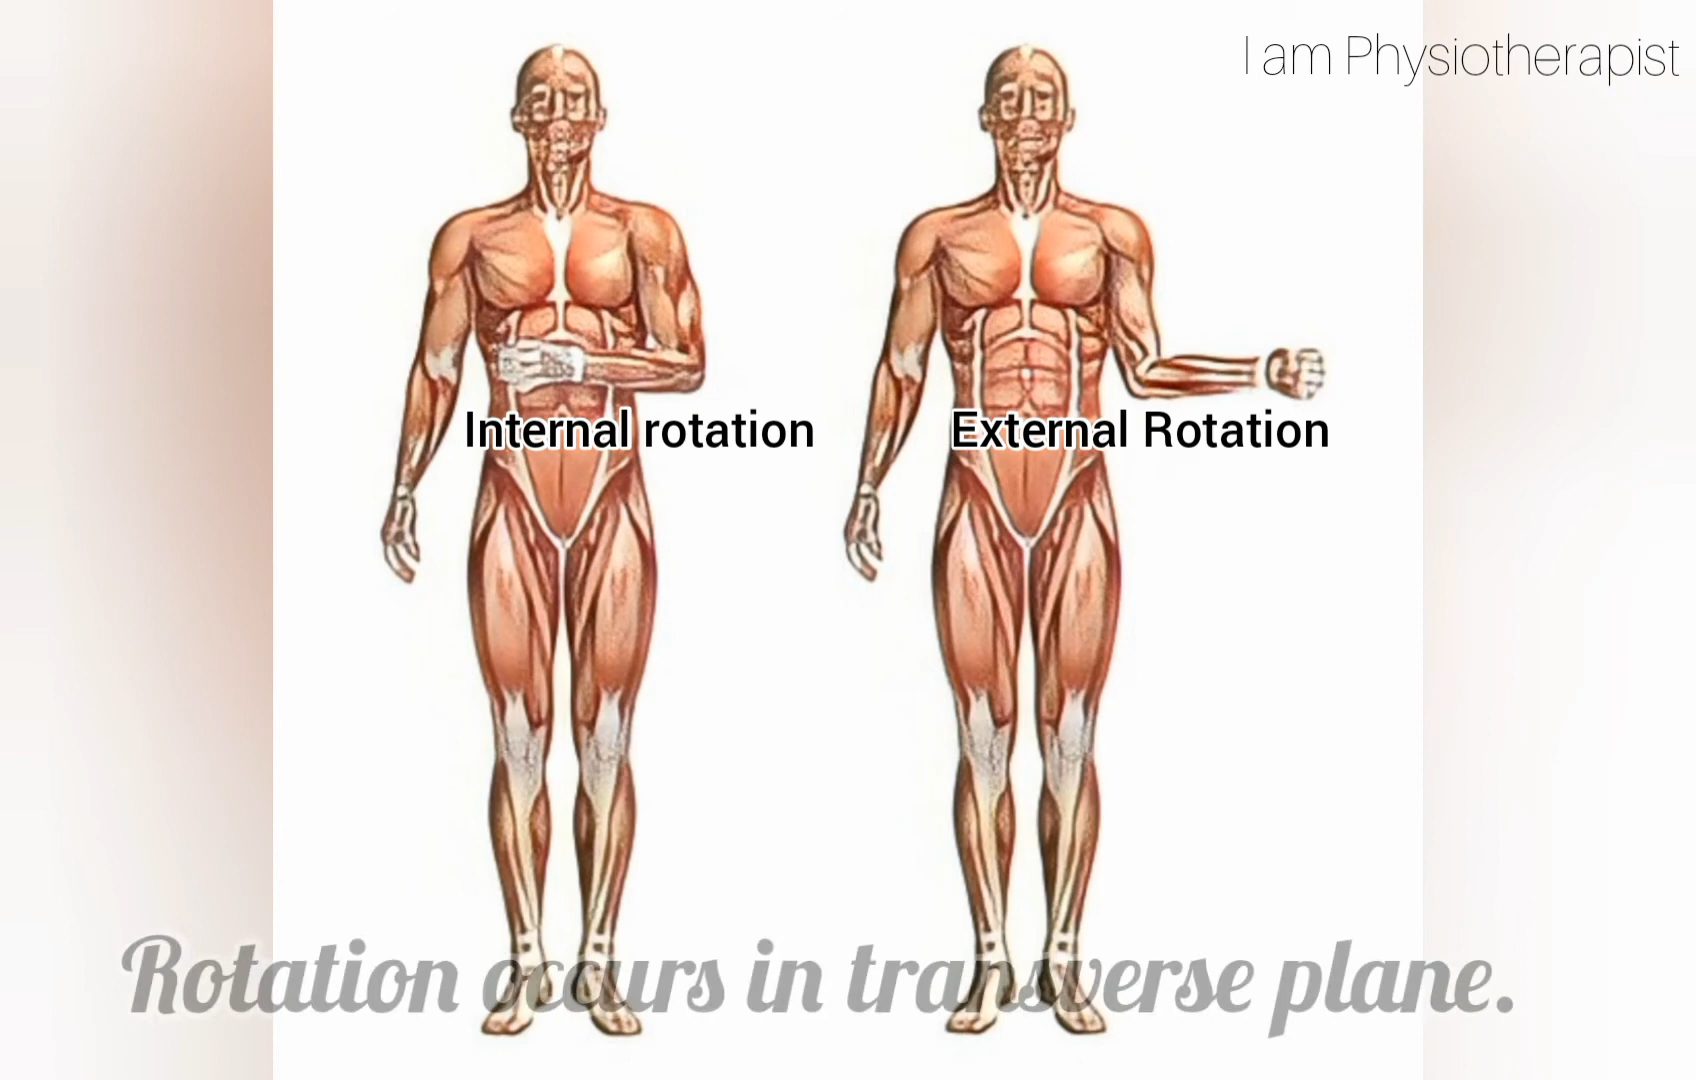 I am Physiotherapist
Internal rotation
External Rotation
Rotation occurs in transverse plane.